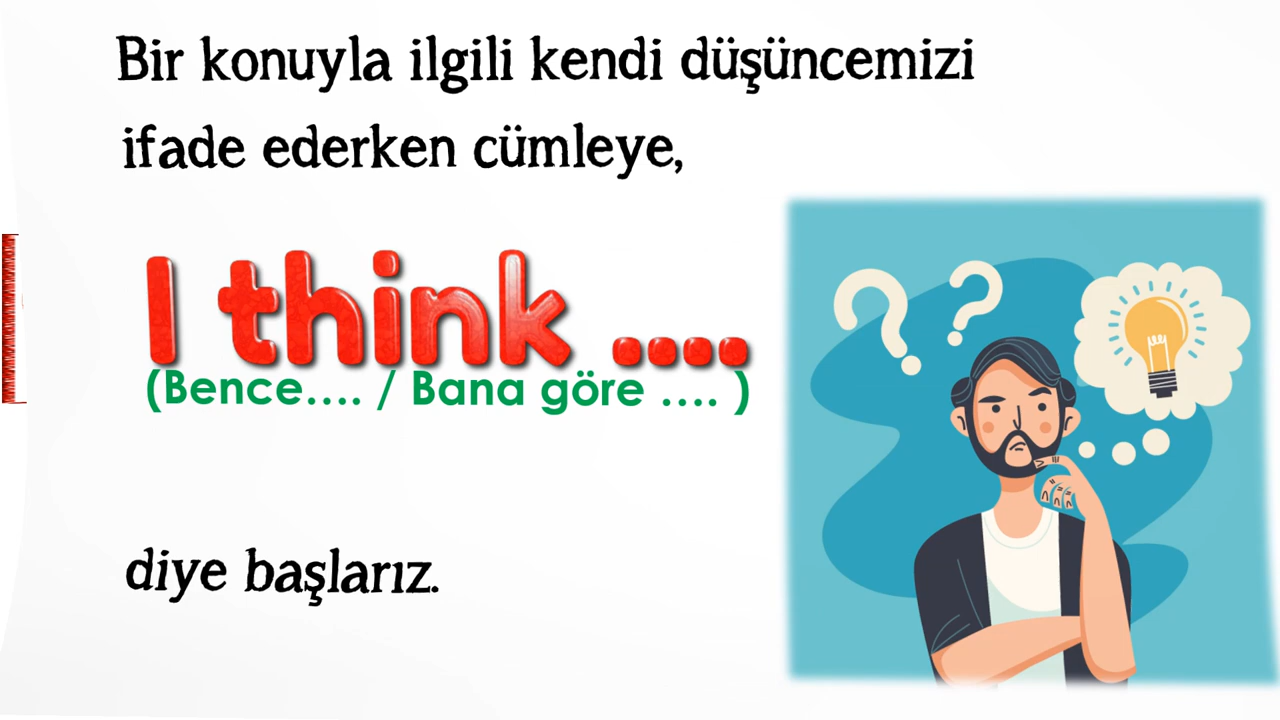 Bir konuyla ilgili kendi düşüncemizi
ifade ederken cümleye,
I think ....
(Bence.... / Bana göre .... )
diye başlarız.